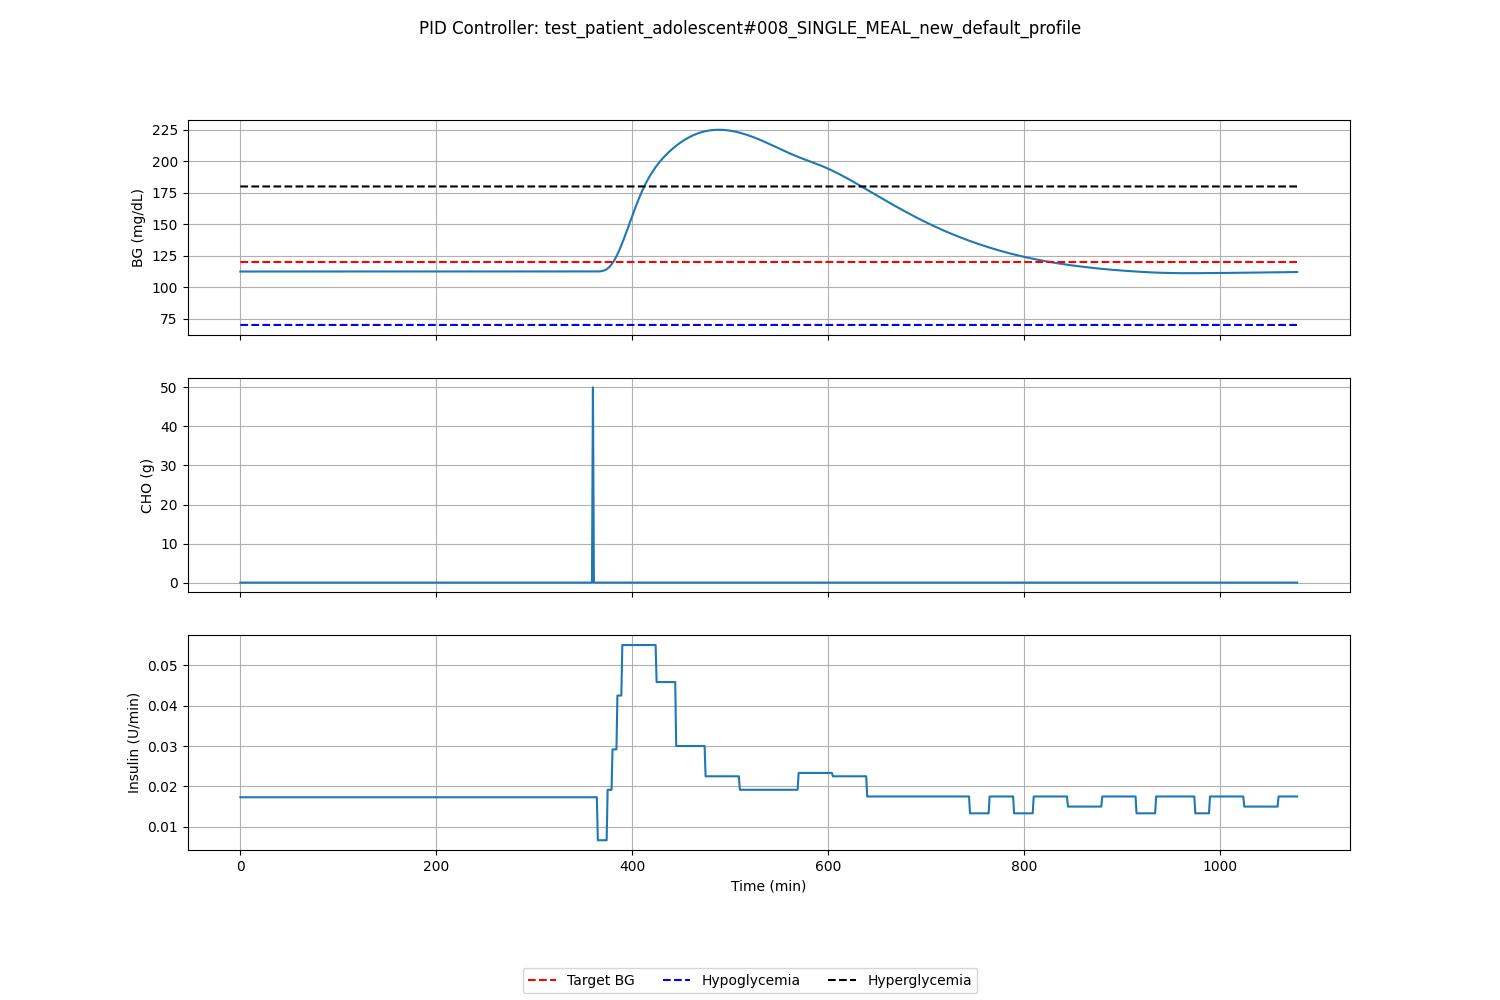 PID Controller: test_patient_adolescent#008_SINGLE_MEAL_new_default_profile
BG (mg/dL)
225
200
175
150
125
100
75
CHO (g)
50
40
30
20
10
0
Insulin (U/min)
0.05
0.04
0.03
0.02
0.01
0 200 400 600 800 1000
Time (min)
Target BG Hypoglycemia Hyperglycemia